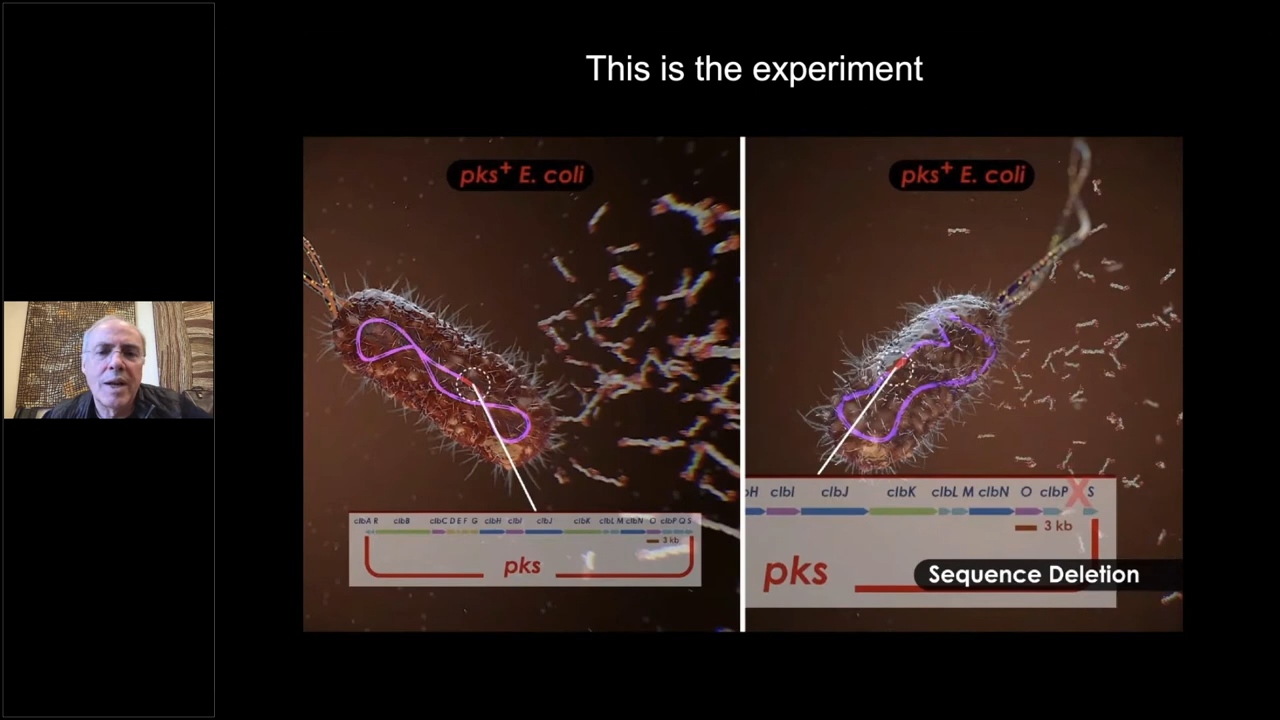 This is the experiment
pks+ E. coli
clbA R clbB clbC D E F G clbH clbI clbJ clbK clbL M clbN O clbP Q S
3 kb
pks
pks+ E. coli
bH clbI clbJ clbK clbL M clbN O clbP X S
3 kb
pks
Sequence Deletion